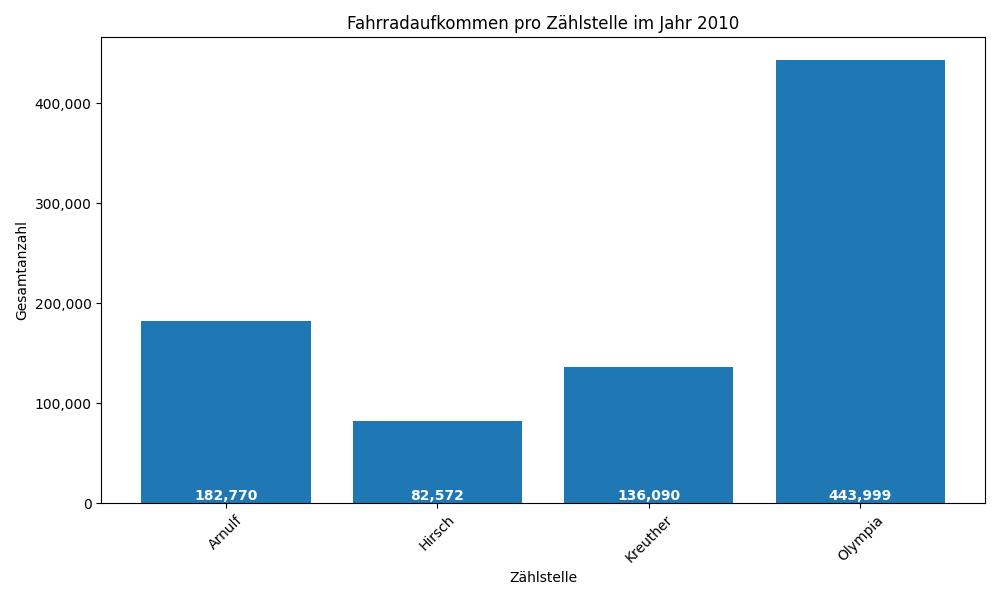 Fahrradaufkommen pro Zählstelle im Jahr 2010
Gesamtanzahl
400,000
300,000
200,000
100,000
0
182,770
82,572
136,090
443,999
Arnulf
Hirsch
Kreuther
Olympia
Zählstelle